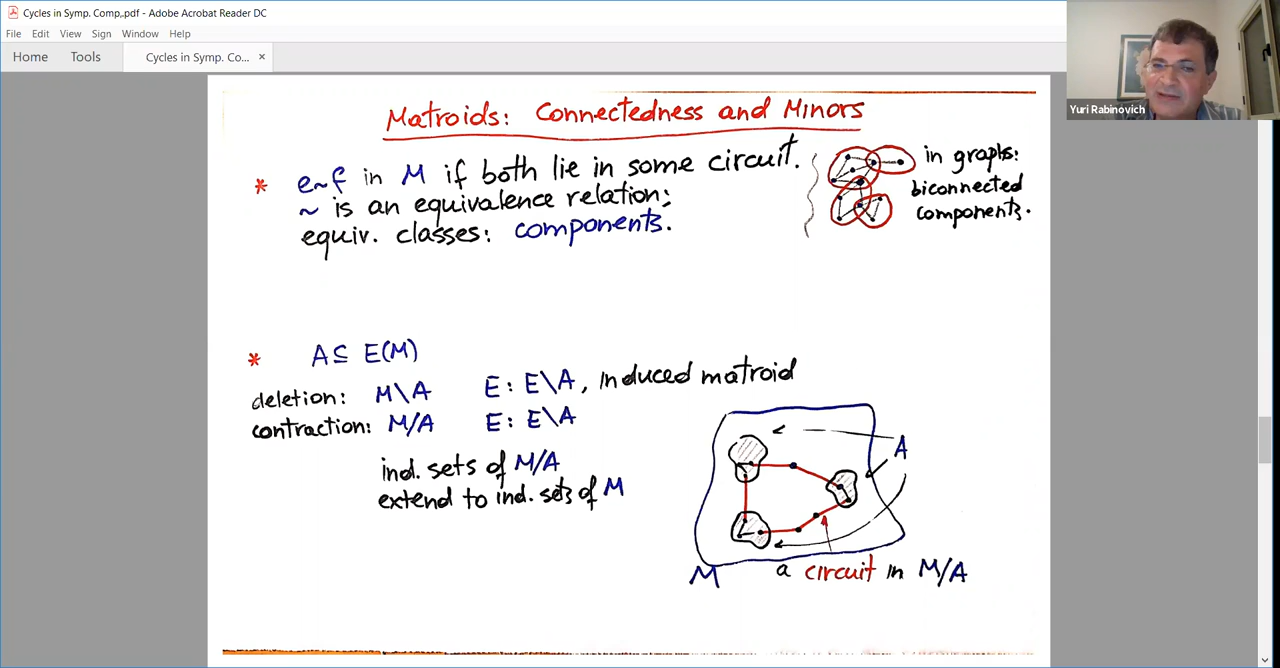 Cycles in Symp. Comp,.pdf - Adobe Acrobat Reader DC
File Edit View Sign Window Help
Home Tools Cycles in Symp. Co... ×
Yuri Rabinovich
Matroids: Connectedness and Minors
* e~f in M if both lie in some circuit.
~ is an equivalence relation;
equiv. classes: components.
in graphs:
biconnected
components.
* A ⊆ E(M)
deletion: M\A E: E\A, induced matroid
contraction: M/A E: E\A
ind. sets of M/A
extend to ind. sets of M
A
M
a circuit in M/A